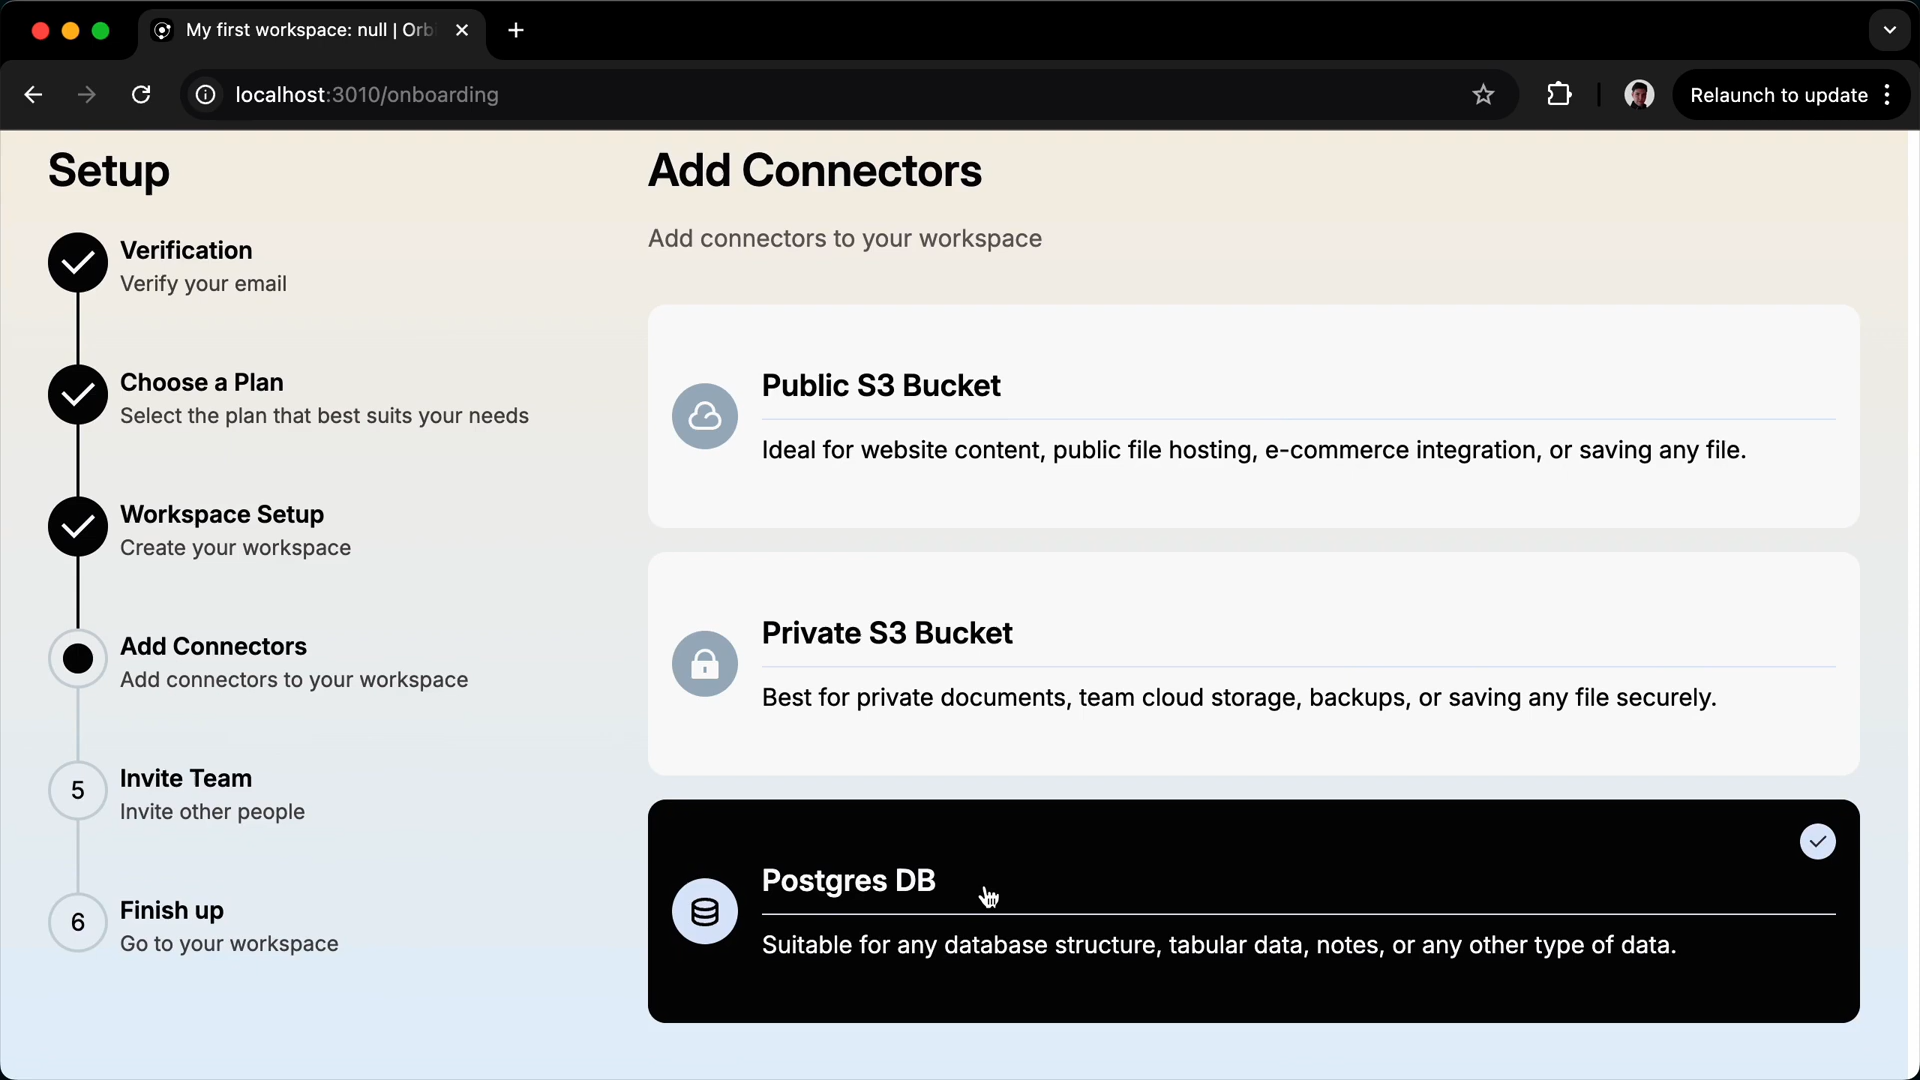 My first workspace: null | Orb
localhost:3010/onboarding
Relaunch to update
Setup
Verification
Verify your email
Choose a Plan
Select the plan that best suits your needs
Workspace Setup
Create your workspace
Add Connectors
Add connectors to your workspace
5
Invite Team
Invite other people
6
Finish up
Go to your workspace
Add Connectors
Add connectors to your workspace
Public S3 Bucket
Ideal for website content, public file hosting, e-commerce integration, or saving any file.
Private S3 Bucket
Best for private documents, team cloud storage, backups, or saving any file securely.
Postgres DB
Suitable for any database structure, tabular data, notes, or any other type of data.